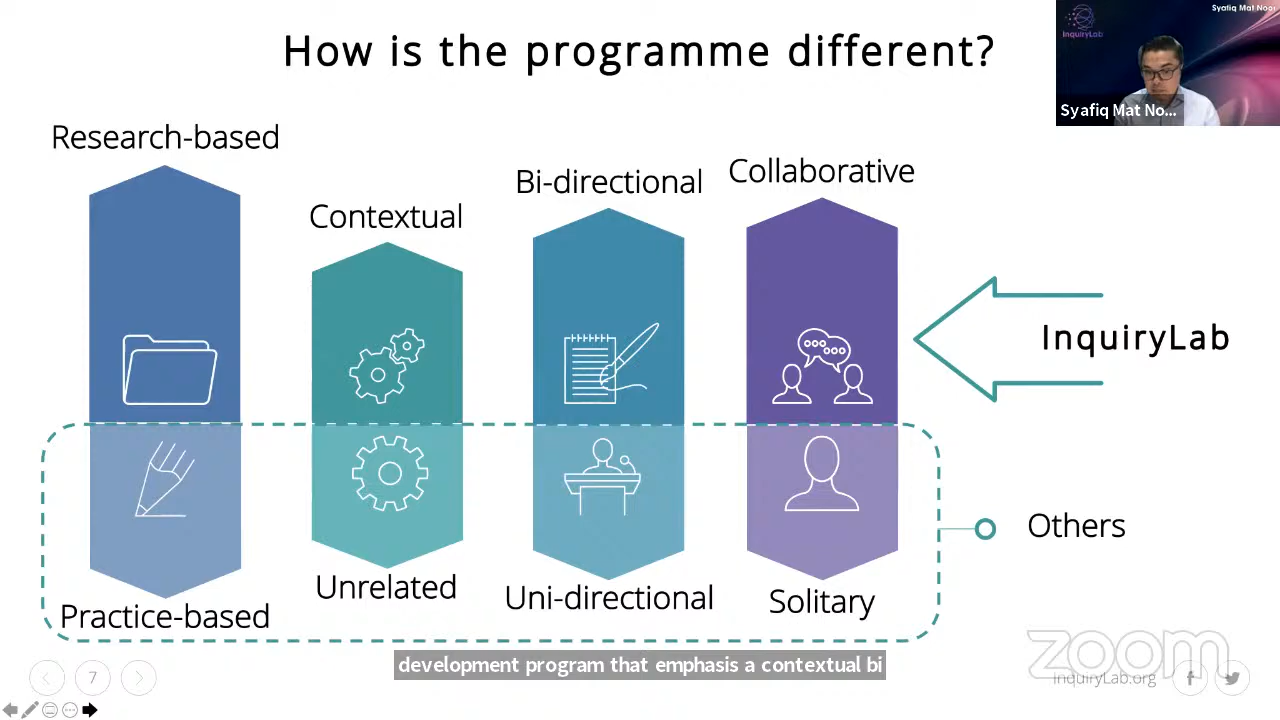 How is the programme different?
Syafiq Mat Noor
InquiryLab
Syafiq Mat No...
Research-based
Contextual
Bi-directional
Collaborative
InquiryLab
Others
Practice-based
Unrelated
Uni-directional
Solitary
development program that emphasis a contextual bi
zoom
InquiryLab.org
7